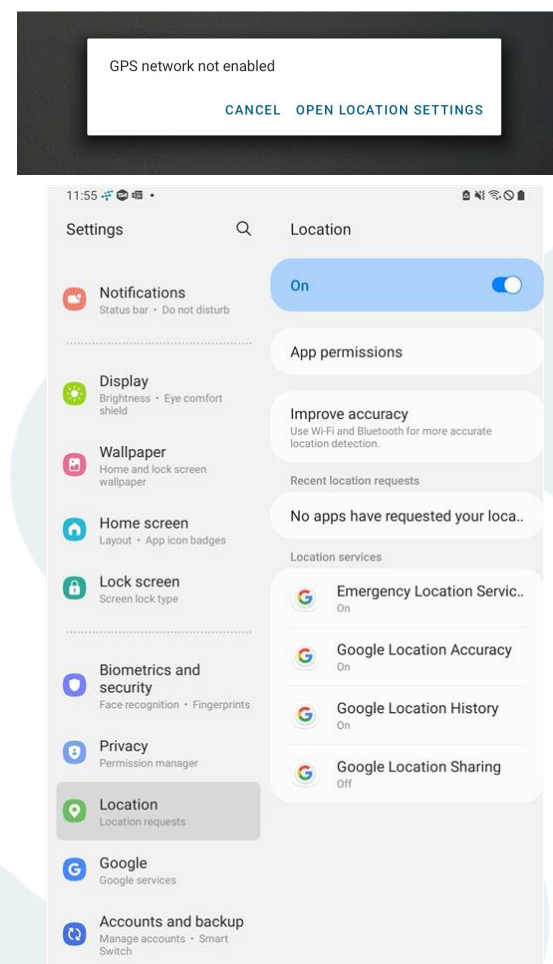 GPS network not enabled
CANCEL OPEN LOCATION SETTINGS
11:55
Settings
Notifications
Status bar • Do not disturb
Display
Brightness • Eye comfort
shield
Wallpaper
Home and lock screen
wallpaper
Home screen
Layout • App icon badges
Lock screen
Screen lock type
Biometrics and
security
Face recognition • Fingerprints
Privacy
Permission manager
Location
Location requests
Google
Google services
Accounts and backup
Manage accounts • Smart
Switch
Location
On
App permissions
Improve accuracy
Use Wi-Fi and Bluetooth for more accurate
location detection.
Recent location requests
No apps have requested your loca..
Location services
Emergency Location Servic..
On
Google Location Accuracy
On
Google Location History
On
Google Location Sharing
Off